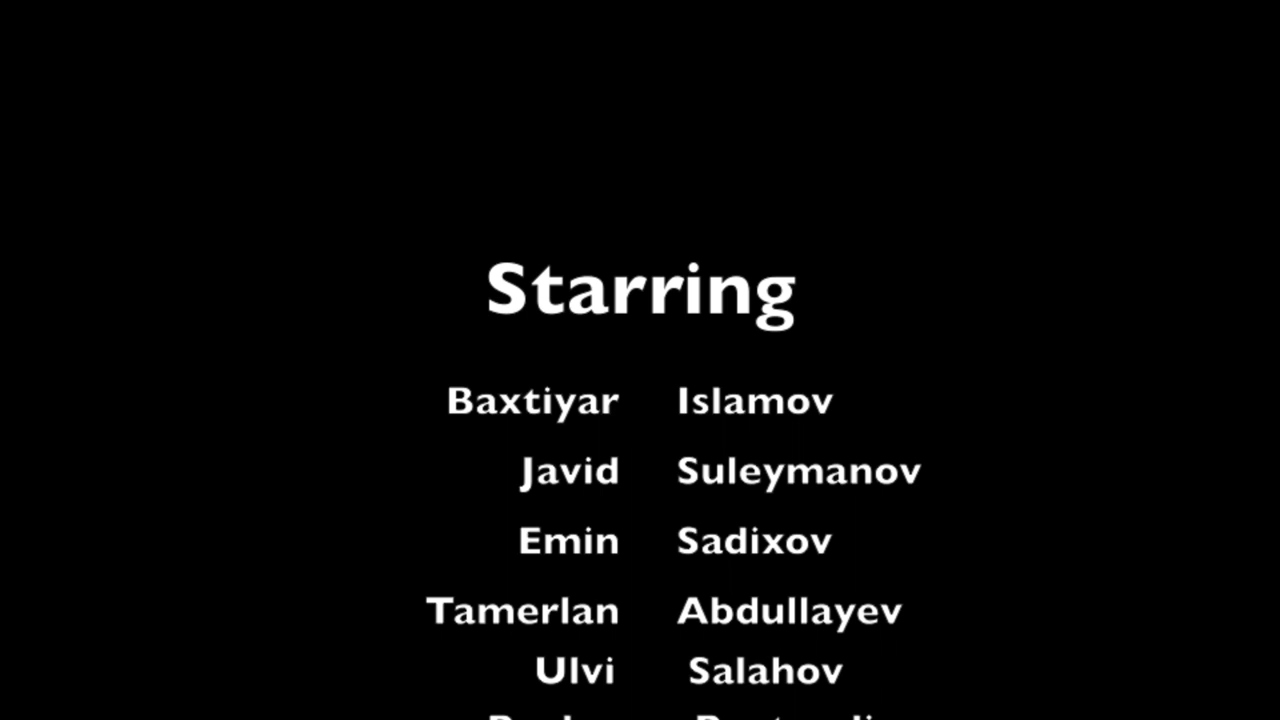 Starring
Baxtiyar Islamov
Javid Suleymanov
Emin Sadixov
Tamerlan Abdullayev
Ulvi Salahov